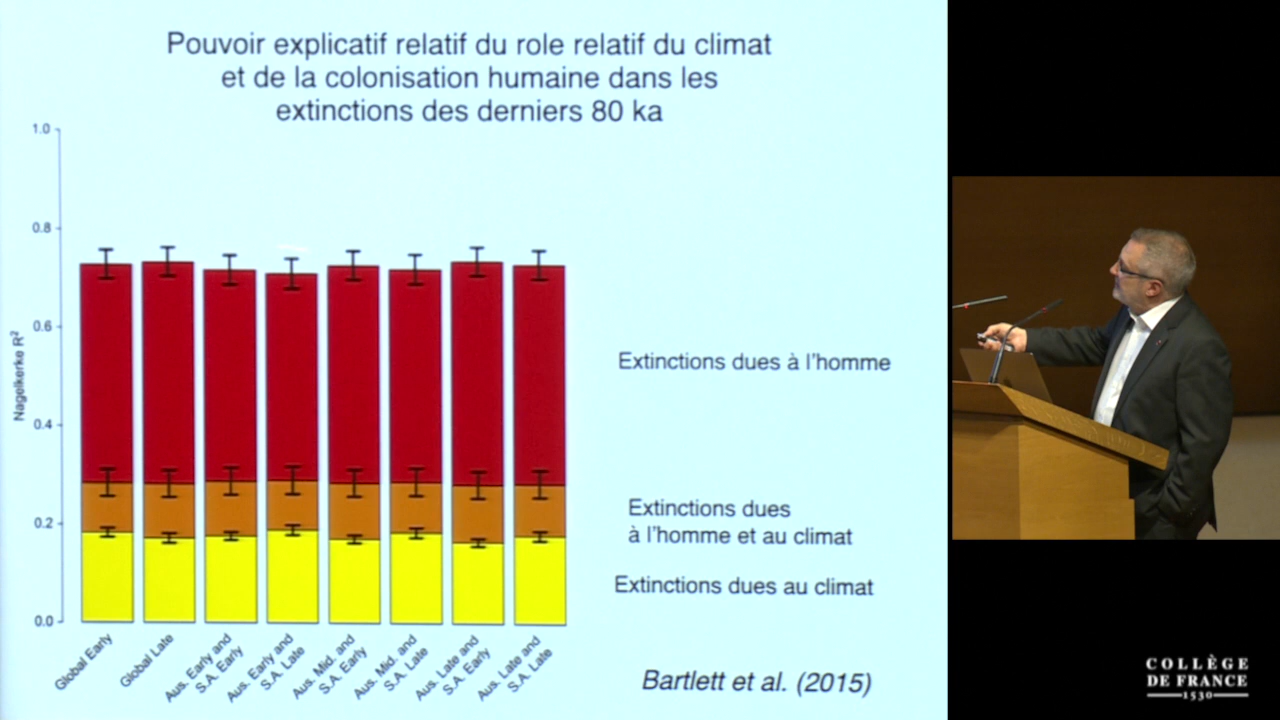 Pouvoir explicatif relatif du role relatif du climat
et de la colonisation humaine dans les
extinctions des derniers 80 ka
1.0
0.8
0.6
0.4
0.2
0.0
Nagelkerke R²
Extinctions dues à l'homme
Extinctions dues
à l'homme et au climat
Extinctions dues au climat
Global Early
Global Late
Aus. Early and
S.A. Early
Aus. Early and
S.A. Late
Aus. Mid. and
S.A. Early
Aus. Mid. and
S.A. Late
Aus. Late and
S.A. Early
Aus. Late and
S.A. Late
Bartlett et al. (2015)
COLLÈGE
DE FRANCE
1530